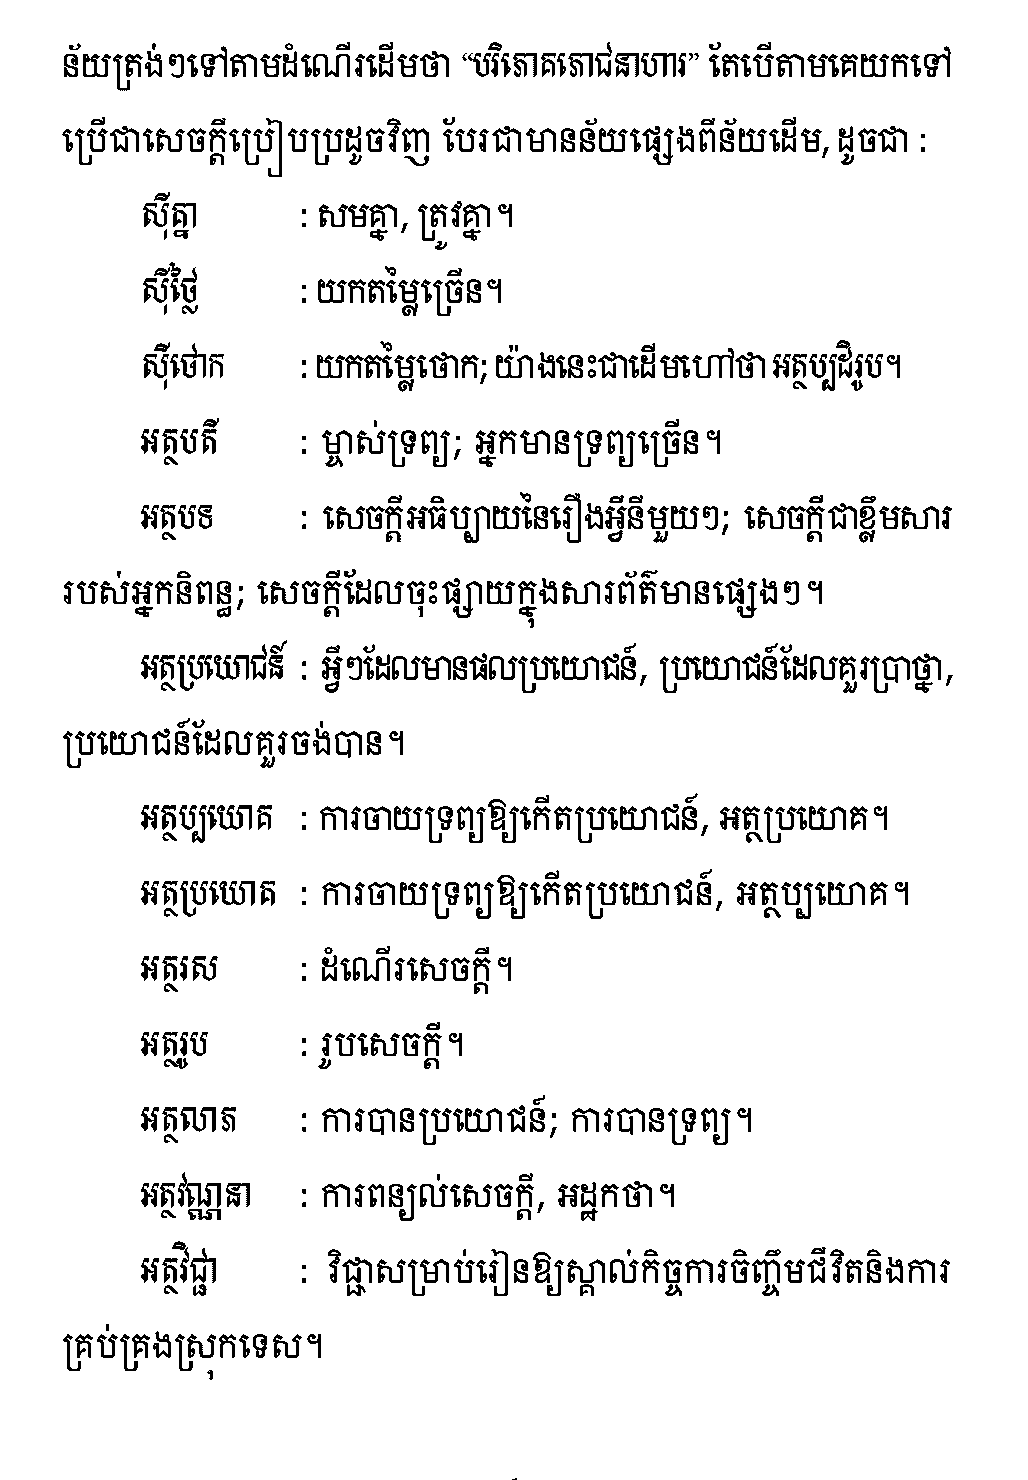 ន័យត្រង់ៗទៅតាមដំណើរដើមថា “បរិភោគភោជនាហារ” តែបើតាមគេយកទៅ
ប្រើជាសេចក្ដីប្រៀបប្រដូចវិញ បែរជាមានន័យផ្សេងពីន័យដើម, ដូចជា :
ស៊ីគ្នា : សមគ្នា, ត្រូវគ្នា។
ស៊ីថ្លៃ : យកតម្លៃច្រើន។
ស៊ីថោក : យកតម្លៃថោក; យ៉ាងនេះជាដើមហៅថា អត្ថប្បដិរូប។
អត្ថបតី : ម្ចាស់ទ្រព្យ; អ្នកមានទ្រព្យច្រើន។
អត្ថបទ : សេចក្ដីអធិប្បាយនៃរឿងអ្វីនីមួយៗ; សេចក្ដីជាខ្លឹមសារ
របស់អ្នកនិពន្ធ; សេចក្ដីដែលចុះផ្សាយក្នុងសារព័ត៌មានផ្សេងៗ។
អត្ថប្រយោជន៍ : អ្វីៗដែលមានផលប្រយោជន៍, ប្រយោជន៍ដែលគួរប្រាថ្នា,
ប្រយោជន៍ដែលគួរចង់បាន។
អត្ថប្បយោគ : ការចាយទ្រព្យឱ្យកើតប្រយោជន៍, អត្ថប្រយោគ។
អត្ថប្រយោគ : ការចាយទ្រព្យឱ្យកើតប្រយោជន៍, អត្ថប្បយោគ។
អត្ថរស : ដំណើរសេចក្ដី។
អត្ថរូប : រូបសេចក្ដី។
អត្ថលាភ : ការបានប្រយោជន៍; ការបានទ្រព្យ។
អត្ថវណ្ណនា : ការពន្យល់សេចក្ដី, អដ្ឋកថា។
អត្ថវិជ្ជា : វិជ្ជាសម្រាប់រៀនឱ្យស្គាល់កិច្ចការចិញ្ចឹមជីវិតនិងការ
គ្រប់គ្រងស្រុកទេស។